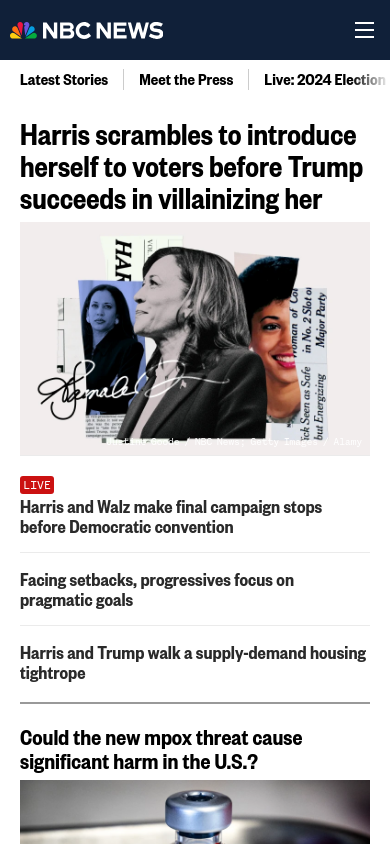 NBC NEWS
Latest Stories
Meet the Press
Live: 2024 Election
Harris scrambles to introduce
herself to voters before Trump
succeeds in villainizing her
HAR
in No. 2 Slot
Major Party
ick Seen as Safe
but Energizing
/ NBC News; Getty Images / Alamy
LIVE
Harris and Walz make final campaign stops
before Democratic convention
Facing setbacks, progressives focus on
pragmatic goals
Harris and Trump walk a supply-demand housing
tightrope
Could the new mpox threat cause
significant harm in the U.S.?